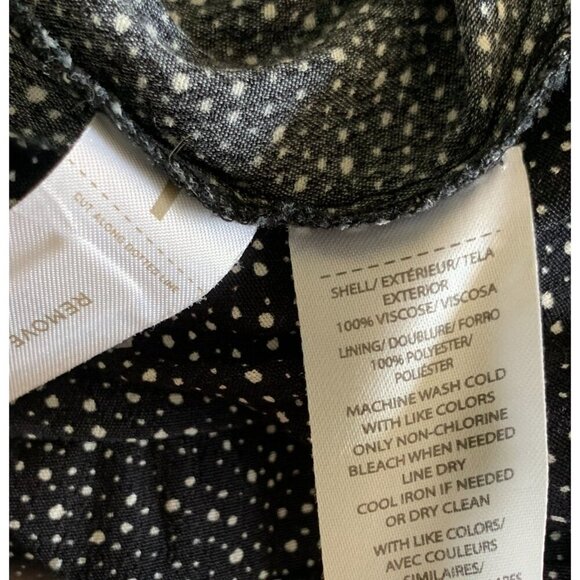 CUT ALONG DOTTED LINE
REMOVE
SHELL/ EXTÉRIEUR/ TELA
EXTERIOR
100% VISCOSE/ VISCOSA
LINING/ DOUBLURE/ FORRO
100% POLYESTER/
POLIÉSTER
MACHINE WASH COLD
WITH LIKE COLORS
ONLY NON-CHLORINE
BLEACH WHEN NEEDED
LINE DRY
COOL IRON IF NEEDED
OR DRY CLEAN
WITH LIKE COLORS/
AVEC COULEURS
SIMILAIRES/